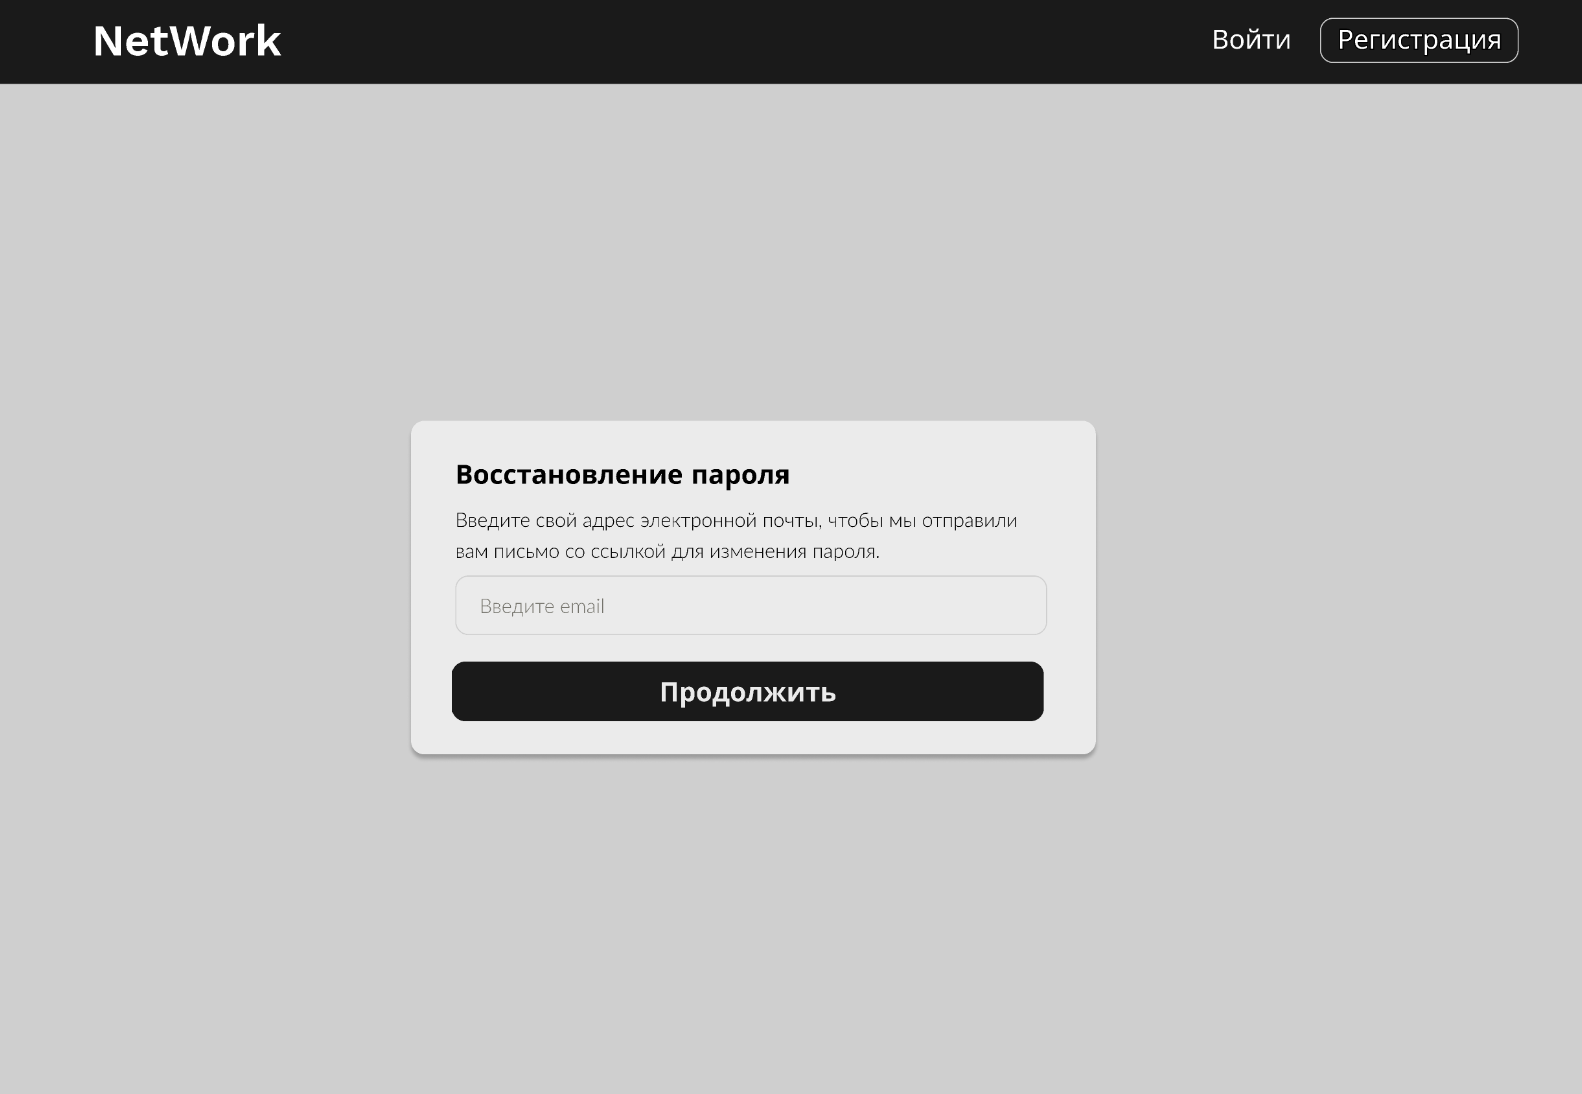 NetWork
Войти
Регистрация
Восстановление пароля
Введите свой адрес электронной почты, чтобы мы отправили
вам письмо со ссылкой для изменения пароля.
Введите email
Продолжить